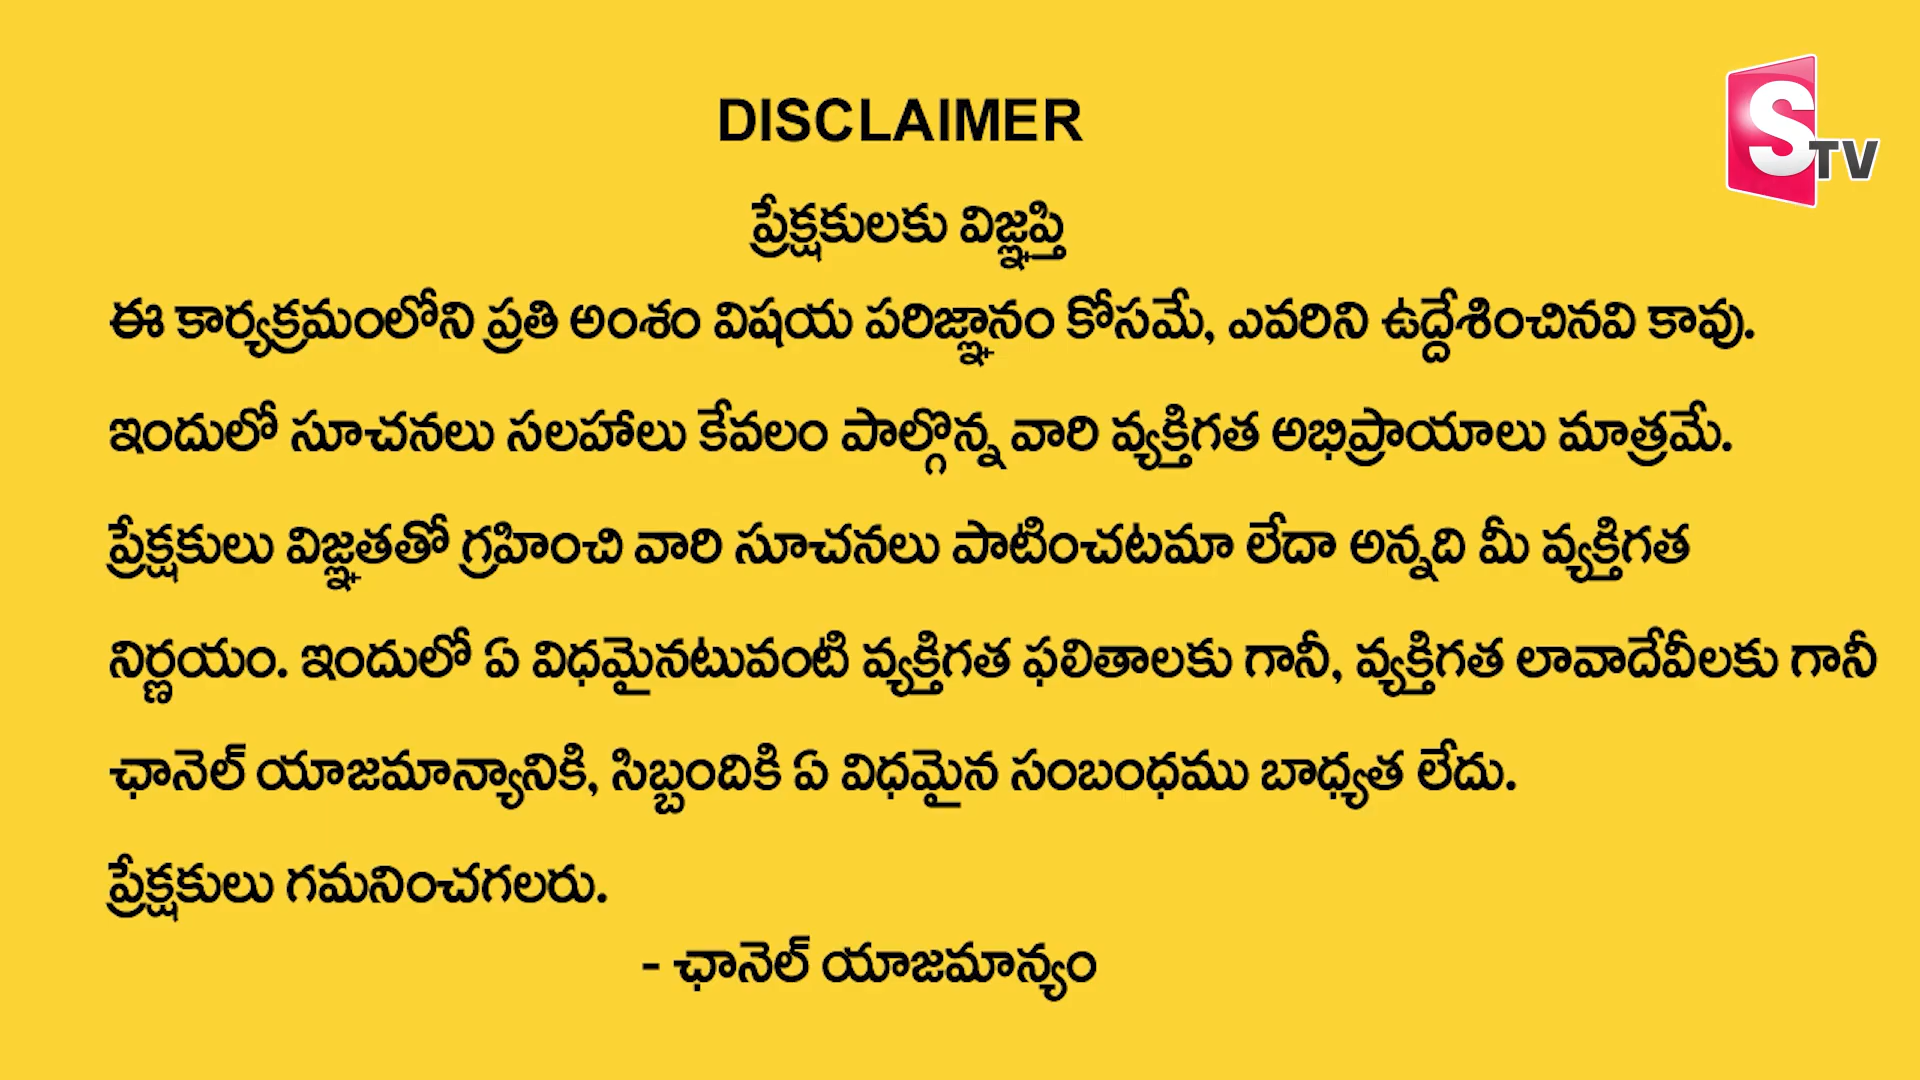 DISCLAIMER
STV
ప్రేక్షకులకు విజ్ఞప్తి
ఈ కార్యక్రమంలోని ప్రతి అంశం విషయ పరిజ్ఞానం కోసమే, ఎవరిని ఉద్దేశించినవి కావు.
ఇందులో సూచనలు సలహాలు కేవలం పాల్గొన్న వారి వ్యక్తిగత అభిప్రాయాలు మాత్రమే.
ప్రేక్షకులు విజ్ఞతతో గ్రహించి వారి సూచనలు పాటించటమా లేదా అన్నది మీ వ్యక్తిగత
నిర్ణయం. ఇందులో ఏ విధమైనటువంటి వ్యక్తిగత ఫలితాలకు గానీ, వ్యక్తిగత లావాదేవీలకు గానీ
ఛానెల్ యాజమాన్యానికి, సిబ్బందికి ఏ విధమైన సంబంధము బాధ్యత లేదు.
ప్రేక్షకులు గమనించగలరు.
- ఛానెల్ యాజమాన్యం